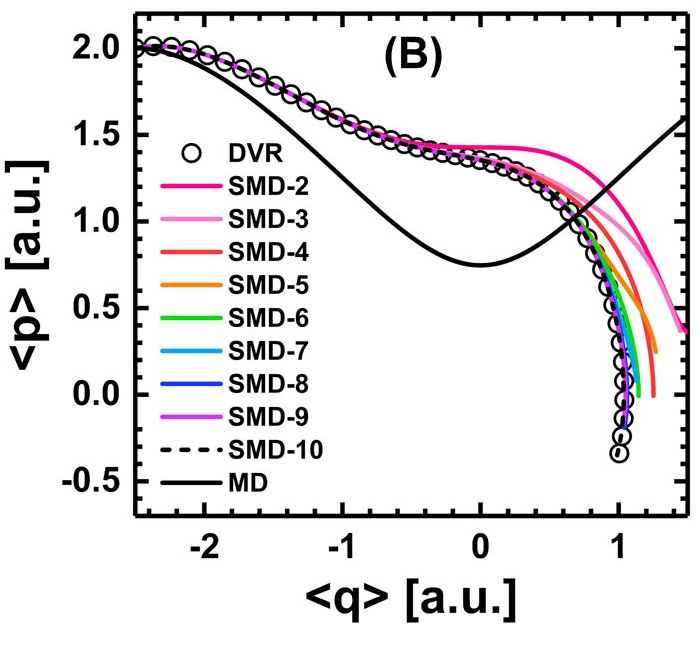 (B)
<p> [a.u.]
2.0
1.5
1.0
0.5
0.0
-0.5
DVR
SMD-2
SMD-3
SMD-4
SMD-5
SMD-6
SMD-7
SMD-8
SMD-9
SMD-10
MD
-2 -1 0 1
<q> [a.u.]